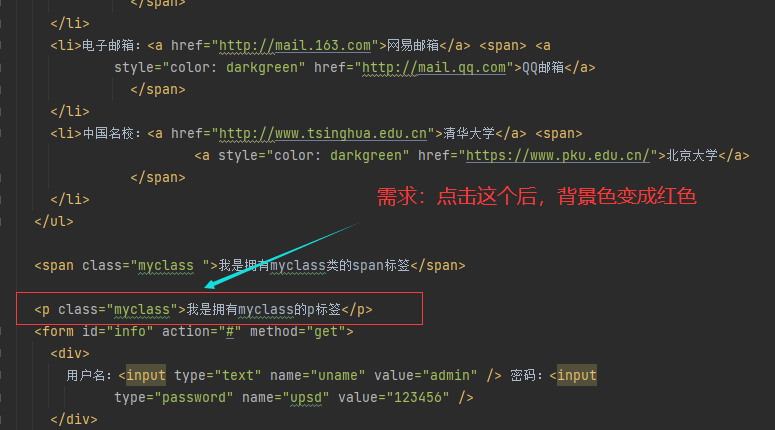 </span>
</li>
<li>电子邮箱：<a href="http://mail.163.com">网易邮箱</a> <span> <a
style="color: darkgreen" href="http://mail.qq.com">QQ邮箱</a>
</span>
</li>
<li>中国名校：<a href="http://www.tsinghua.edu.cn">清华大学</a> <span>
<a style="color: darkgreen" href="https://www.pku.edu.cn/">北京大学</a>
</span>
</li>
需求：点击这个后，背景色变成红色
</ul>
<span class="myclass ">我是拥有myclass类的span标签</span>
<p class="myclass">我是拥有myclass的p标签</p>
<form id="info" action="#" method="get">
<div>
用户名：<input type="text" name="uname" value="admin" /> 密码：<input
type="password" name="upsd" value="123456" />
</div>